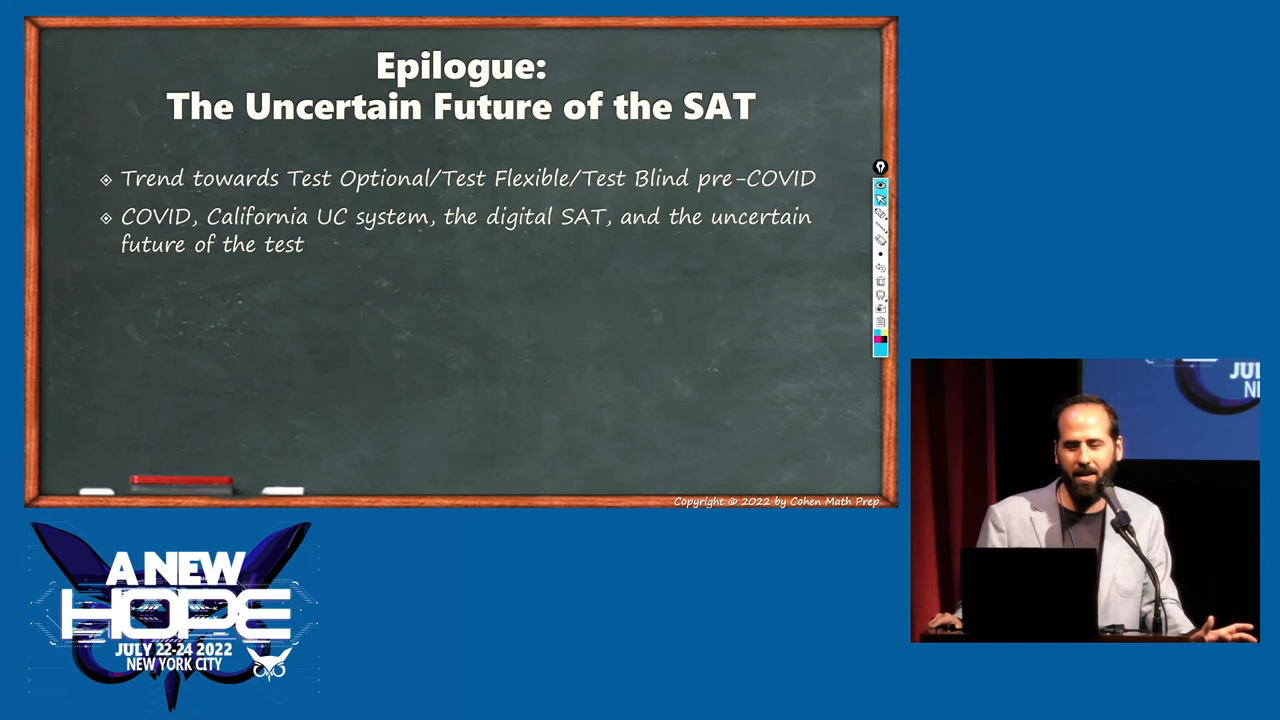 Epilogue:
The Uncertain Future of the SAT
Trend towards Test Optional/Test Flexible/Test Blind pre-COVID
COVID, California UC system, the digital SAT, and the uncertain
future of the test
Copyright © 2022 by Cohen Math Prep
A NEW
HOPE
JULY 22-24 2022
NEW YORK CITY
JUL
NE